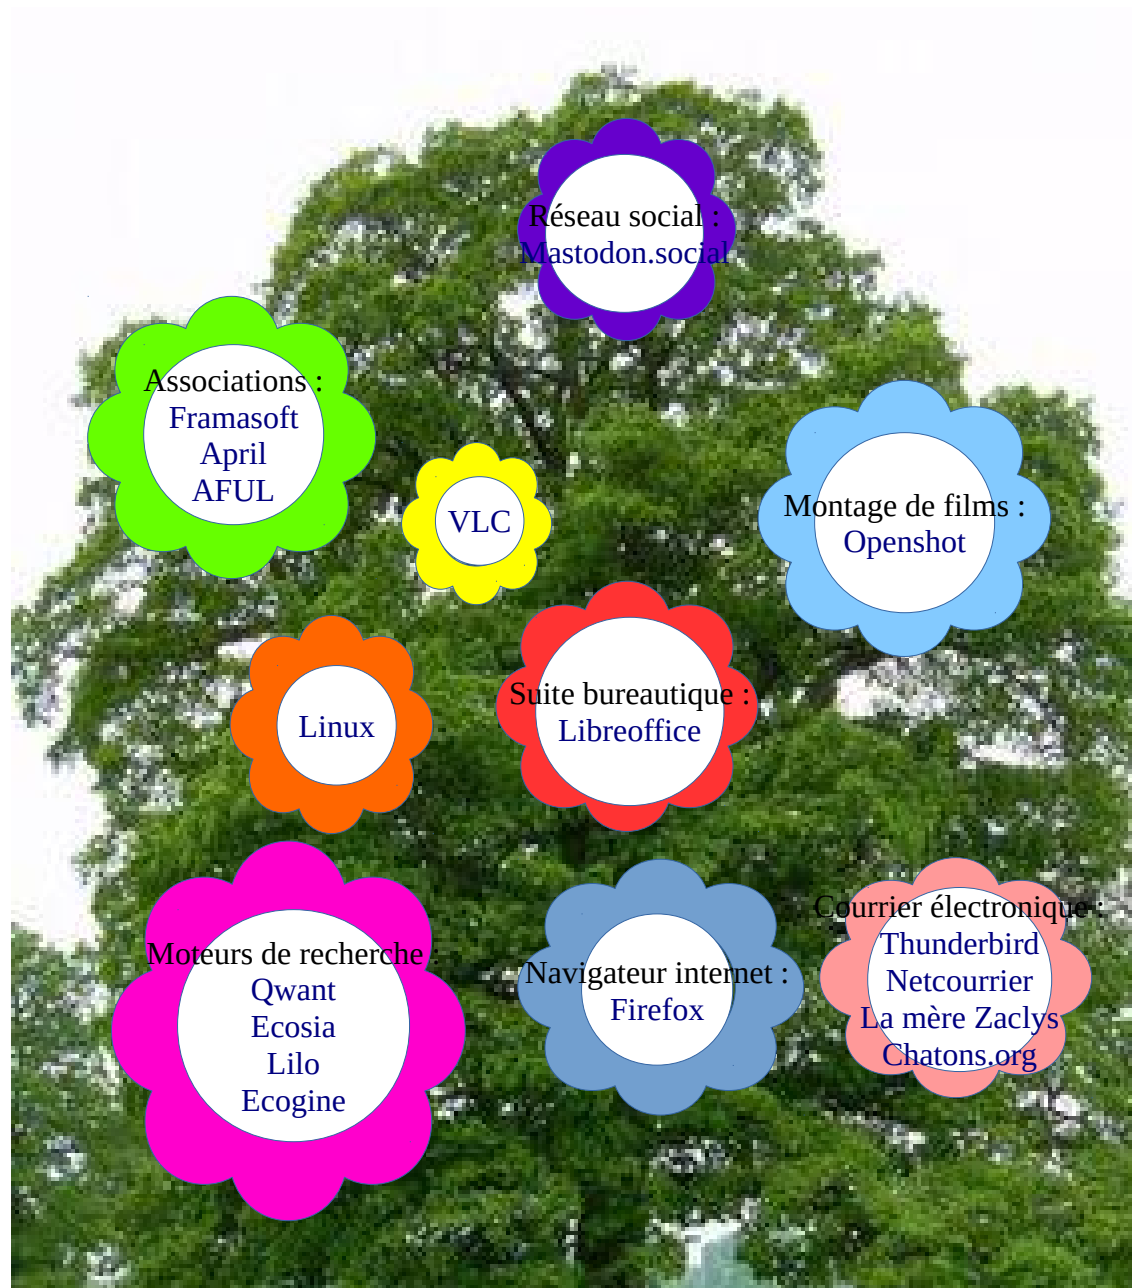 Réseau social :
Mastodon.social
Associations :
Framasoft
April
AFUL
VLC
Montage de films :
Openshot
Linux
Suite bureautique :
Libreoffice
Moteurs de recherche :
Qwant
Ecosia
Lilo
Ecogine
Navigateur internet :
Firefox
Courrier électronique :
Thunderbird
Netcourrier
La mère Zaclys
Chatons.org